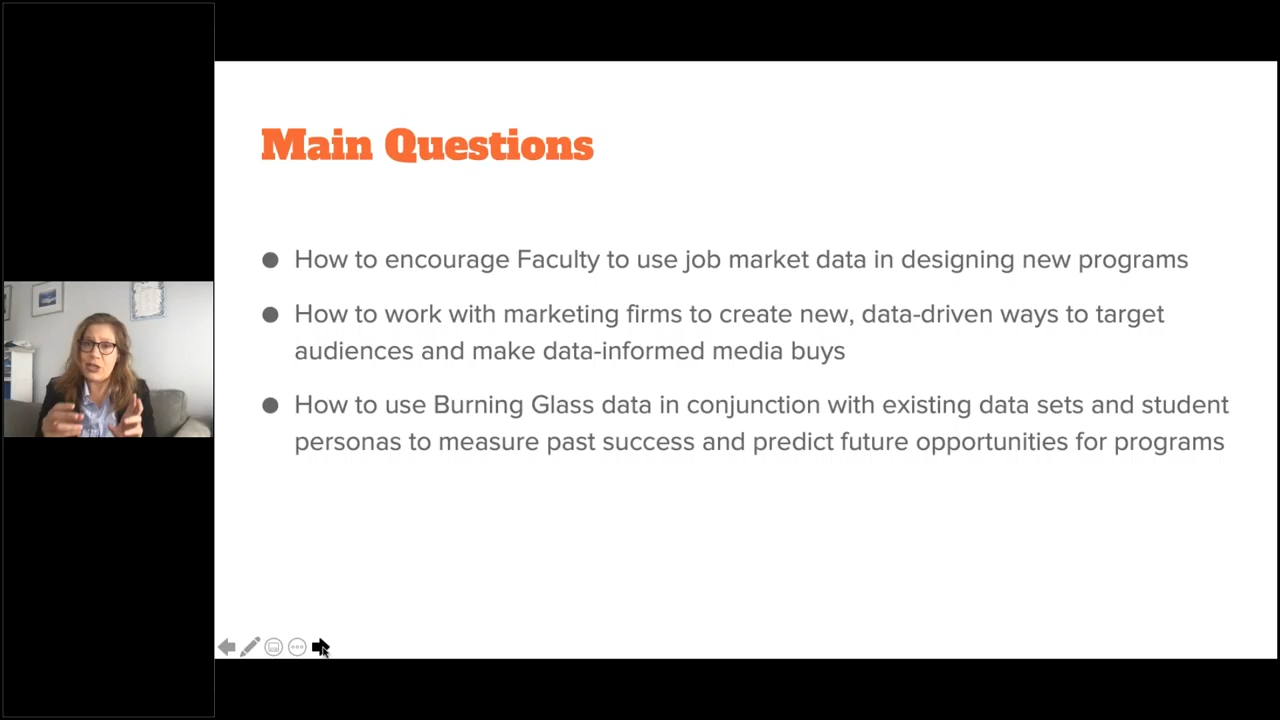 Main Questions
● How to encourage Faculty to use job market data in designing new programs
● How to work with marketing firms to create new, data-driven ways to target
audiences and make data-informed media buys
● How to use Burning Glass data in conjunction with existing data sets and student
personas to measure past success and predict future opportunities for programs